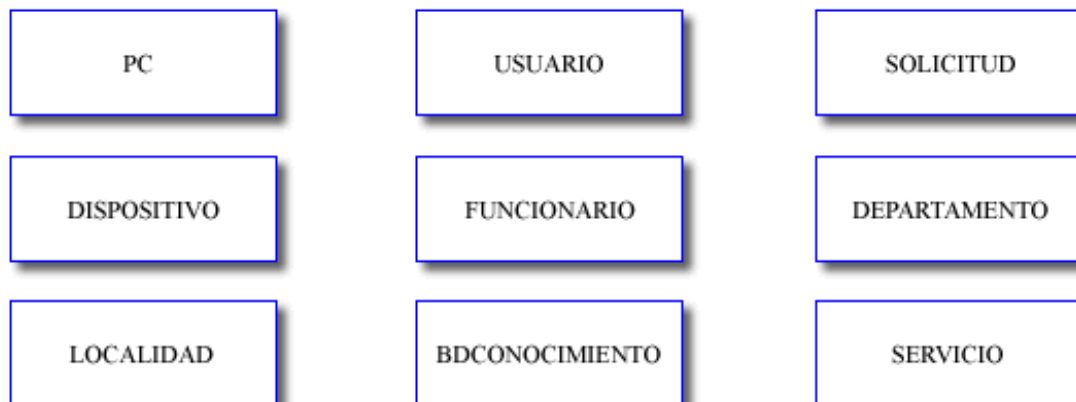 PC
USUARIO
SOLICITUD
DISPOSITIVO
FUNCIONARIO
DEPARTAMENTO
LOCALIDAD
BDCONOCIMIENTO
SERVICIO